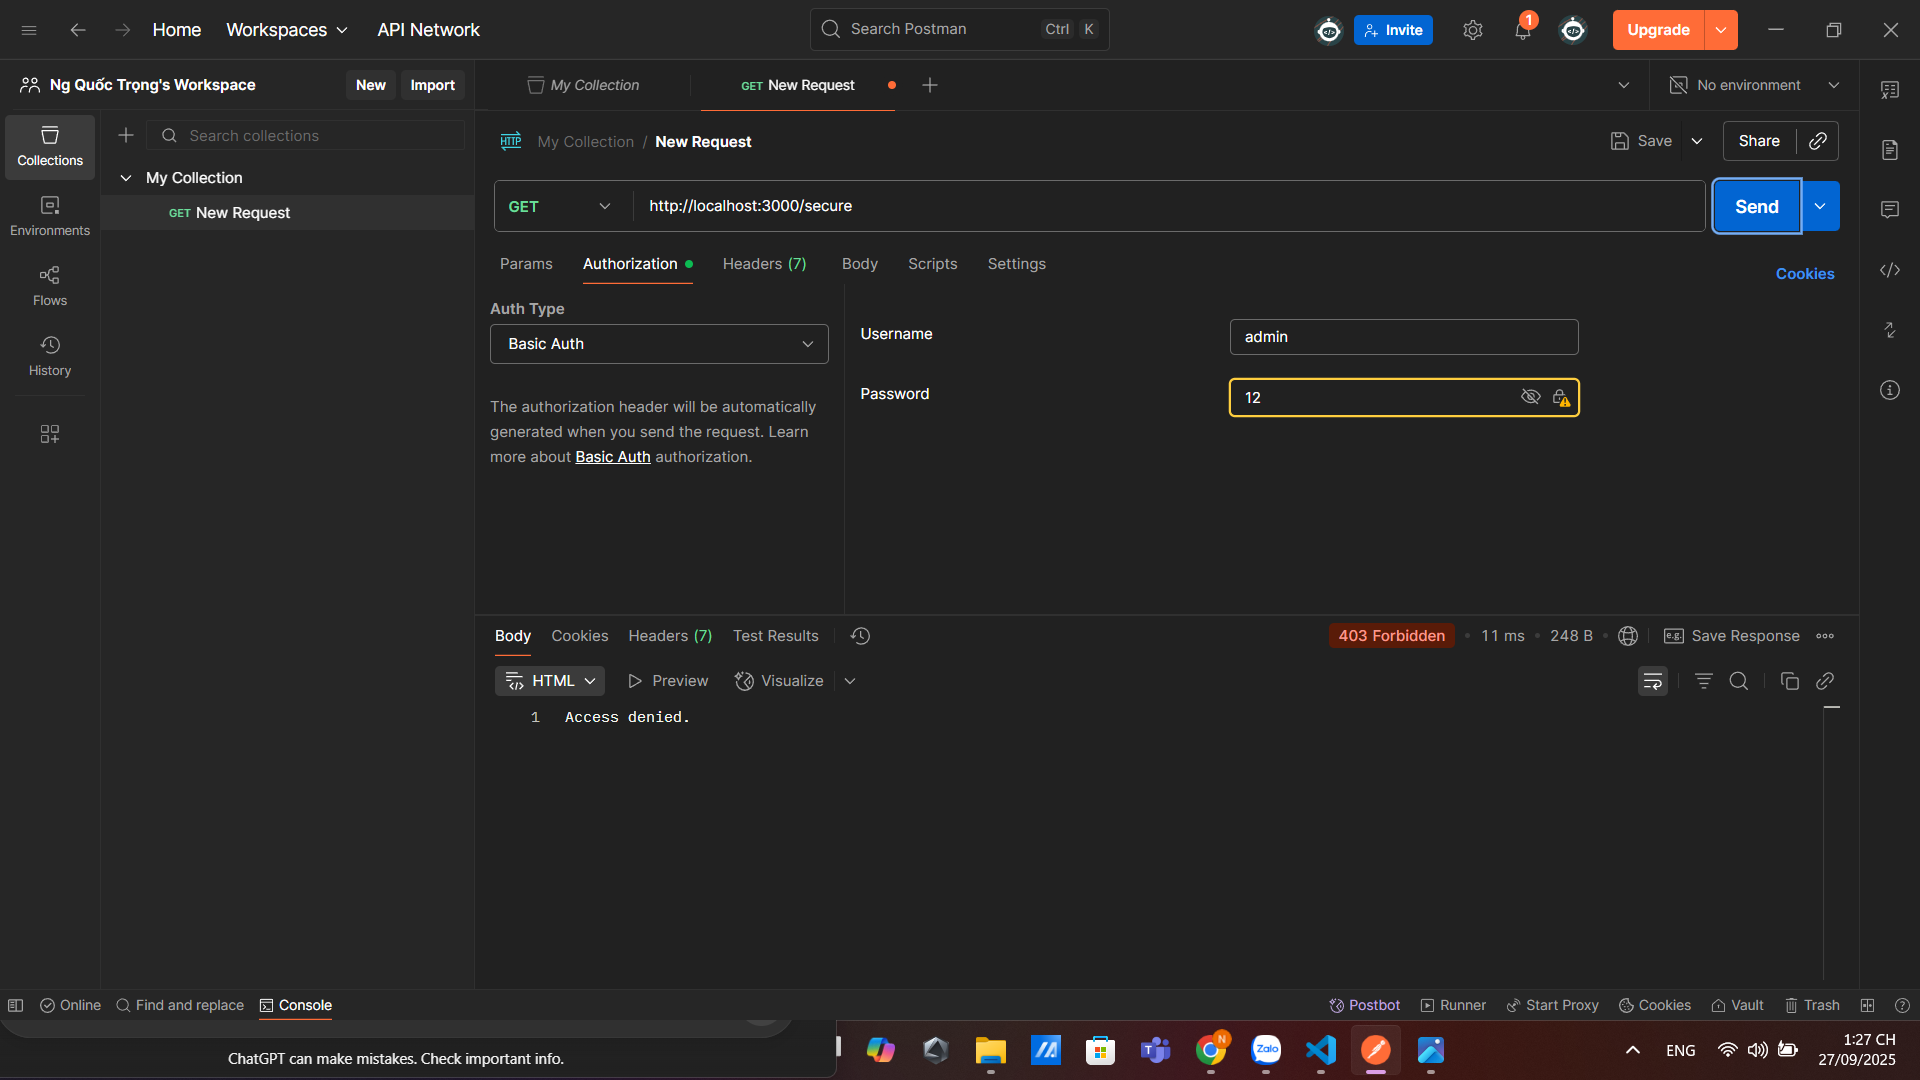 Home
Workspaces
API Network
Search Postman
Ctrl K
Invite
1
Upgrade
Ng Quốc Trọng's Workspace
New
Import
My Collection
GET New Request
No environment
Collections
Search collections
My Collection
GET New Request
Environments
Flows
History
HTTP
My Collection / New Request
Save
Share
GET
http://localhost:3000/secure
Send
Params
Authorization
Headers (7)
Body
Scripts
Settings
Cookies
Auth Type
Basic Auth
The authorization header will be automatically
generated when you send the request. Learn
more about Basic Auth authorization.
Username
admin
Password
12
Body
Cookies
Headers (7)
Test Results
403 Forbidden
11 ms
248 B
e.g.
Save Response
HTML
Preview
Visualize
1 Access denied.
Online
Find and replace
Console
Postbot
Runner
Start Proxy
Cookies
Vault
Trash
ChatGPT can make mistakes. Check important info.
N
Zalo
ENG
1:27 CH
27/09/2025